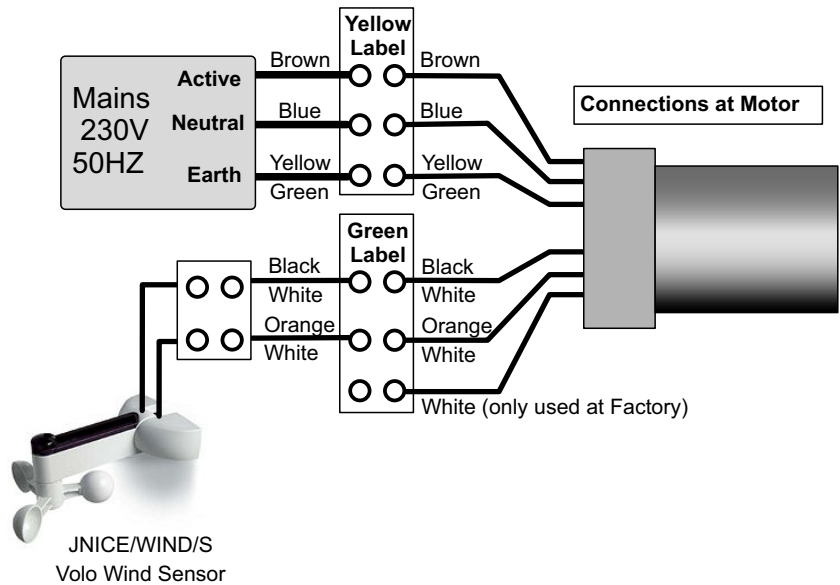 Yellow
Label
Brown
Brown
Active
Mains
230V
50HZ
Blue
Blue
Neutral
Connections at Motor
Yellow
Green
Yellow
Green
Earth
Green
Label
Black
White
Black
White
Orange
White
Orange
White
White (only used at Factory)
JNICE/WIND/S
Volo Wind Sensor